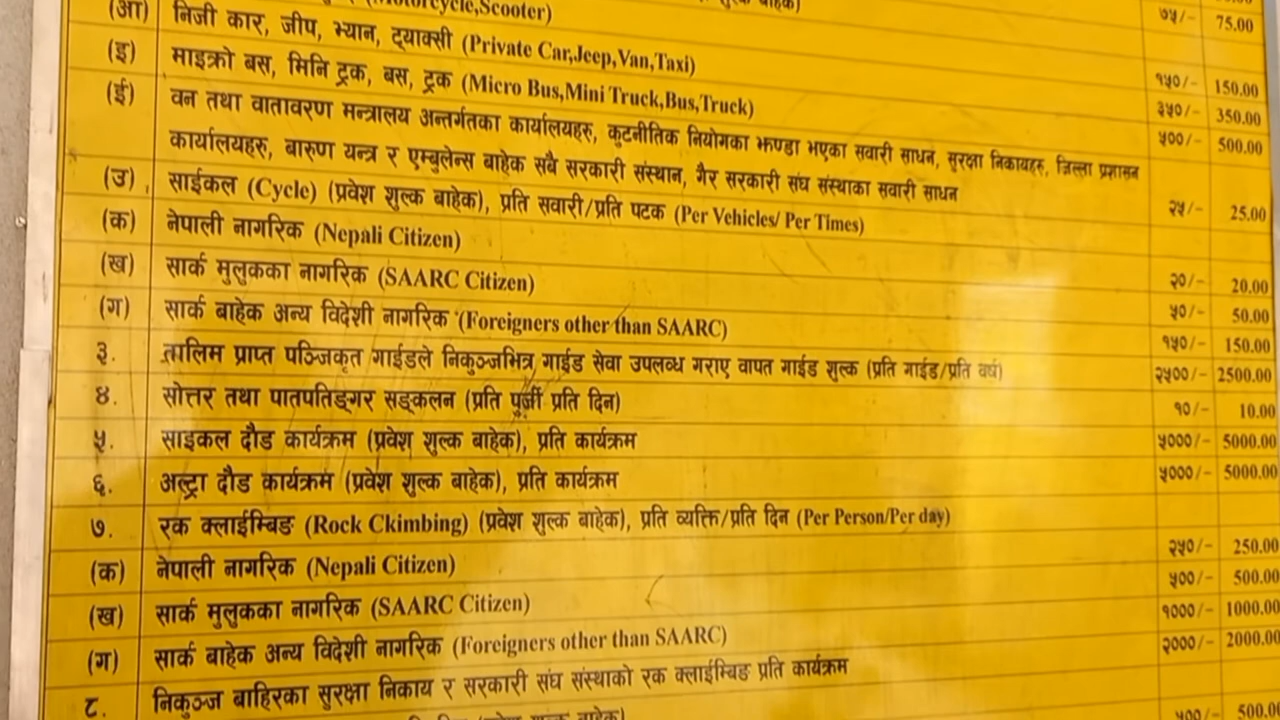 Motorcycle,Scooter)
(आ) निजी कार, जीप, भ्यान, ट्याक्सी (Private Car,Jeep,Van,Taxi) ७५/- 75.00
(इ) माइक्रो बस, मिनि ट्रक, बस, ट्रक (Micro Bus,Mini Truck,Bus,Truck) १५०/- 150.00
(ई) वन तथा वातावरण मन्त्रालय अन्तर्गतका कार्यालयहरु, कुटनीतिक नियोगका झण्डा भएका सवारी साधन, सुरक्षा निकायहरु, जिल्ला प्रशासन ३५०/- 350.00
कार्यालयहरु, बारुण यन्त्र र एम्बुलेन्स बाहेक सबै सरकारी संस्थान, गैर सरकारी संघ संस्थाका सवारी साधन ५००/- 500.00
(उ) साईकल (Cycle) (प्रवेश शुल्क बाहेक), प्रति सवारी/प्रति पटक (Per Vehicles/ Per Times) २५/- 25.00
(क) नेपाली नागरिक (Nepali Citizen) २०/- 20.00
(ख) सार्क मुलुकका नागरिक (SAARC Citizen) ५०/- 50.00
(ग) सार्क बाहेक अन्य विदेशी नागरिक (Foreigners other than SAARC) १५०/- 150.00
३. तालिम प्राप्त पञ्जिकृत गाईडले निकुञ्जभित्र गाईड सेवा उपलब्ध गराए वापत गाईड शुल्क (प्रति गाईड/प्रति वर्ष) २५००/- 2500.00
४. सोत्तर तथा पातपतिङ्गर सङ्कलन (प्रति पुर्जी प्रति दिन) १०/- 10.00
५. साइकल दौड कार्यक्रम (प्रवेश शुल्क बाहेक), प्रति कार्यक्रम ५०००/- 5000.00
६. अल्ट्रा दौड कार्यक्रम (प्रवेश शुल्क बाहेक), प्रति कार्यक्रम ५०००/- 5000.00
७. रक क्लाईम्बिङ (Rock Ckimbing) (प्रवेश शुल्क बाहेक), प्रति व्यक्ति/प्रति दिन (Per Person/Per day)
(क) नेपाली नागरिक (Nepali Citizen) २५०/- 250.00
(ख) सार्क मुलुकका नागरिक (SAARC Citizen) ५००/- 500.00
(ग) सार्क बाहेक अन्य विदेशी नागरिक (Foreigners other than SAARC) १०००/- 1000.00
८. निकुञ्ज बाहिरका सुरक्षा निकाय र सरकारी संघ संस्थाको रक क्लाईम्बिङ प्रति कार्यक्रम २०००/- 2000.00
५००/- 500.00